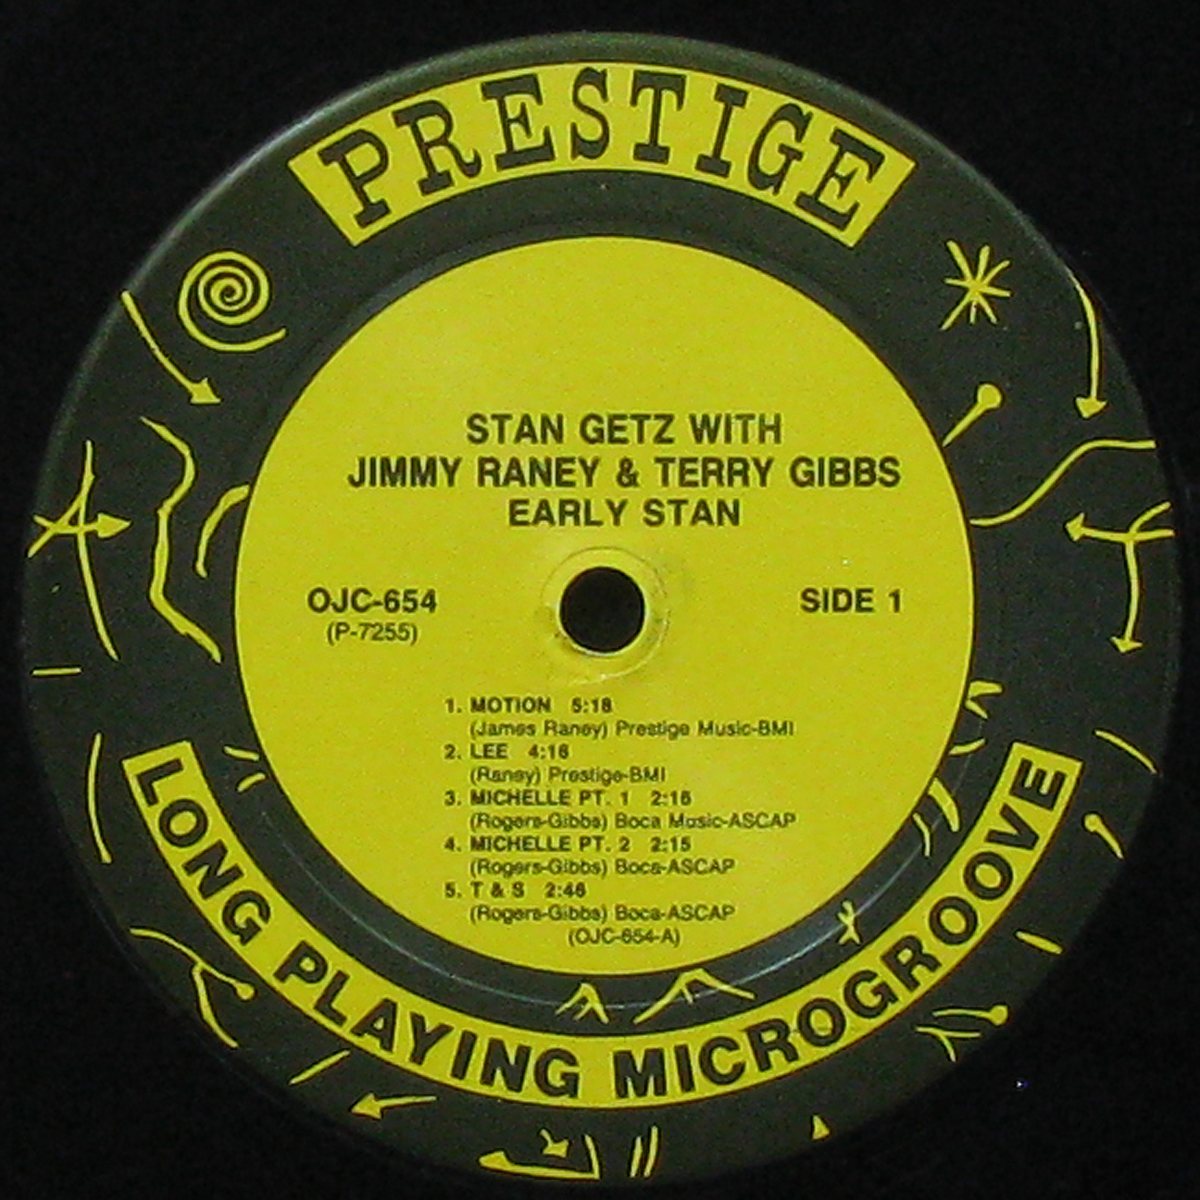 PRESTIGE
STAN GETZ WITH
JIMMY RANEY & TERRY GIBBS
EARLY STAN
OJC-654
(P-7255)
SIDE 1
1. MOTION 5:18
(James Raney) Prestige Music-BMI
2. LEE 4:16
(Raney) Prestige-BMI
3. MICHELLE PT. 1 2:16
(Rogers-Gibbs) Boca Music-ASCAP
4. MICHELLE PT. 2 2:15
(Rogers-Gibbs) Boca-ASCAP
5. T & S 2:46
(Rogers-Gibbs) Boca-ASCAP
(OJC-654-A)
LONG PLAYING MICROGROOVE